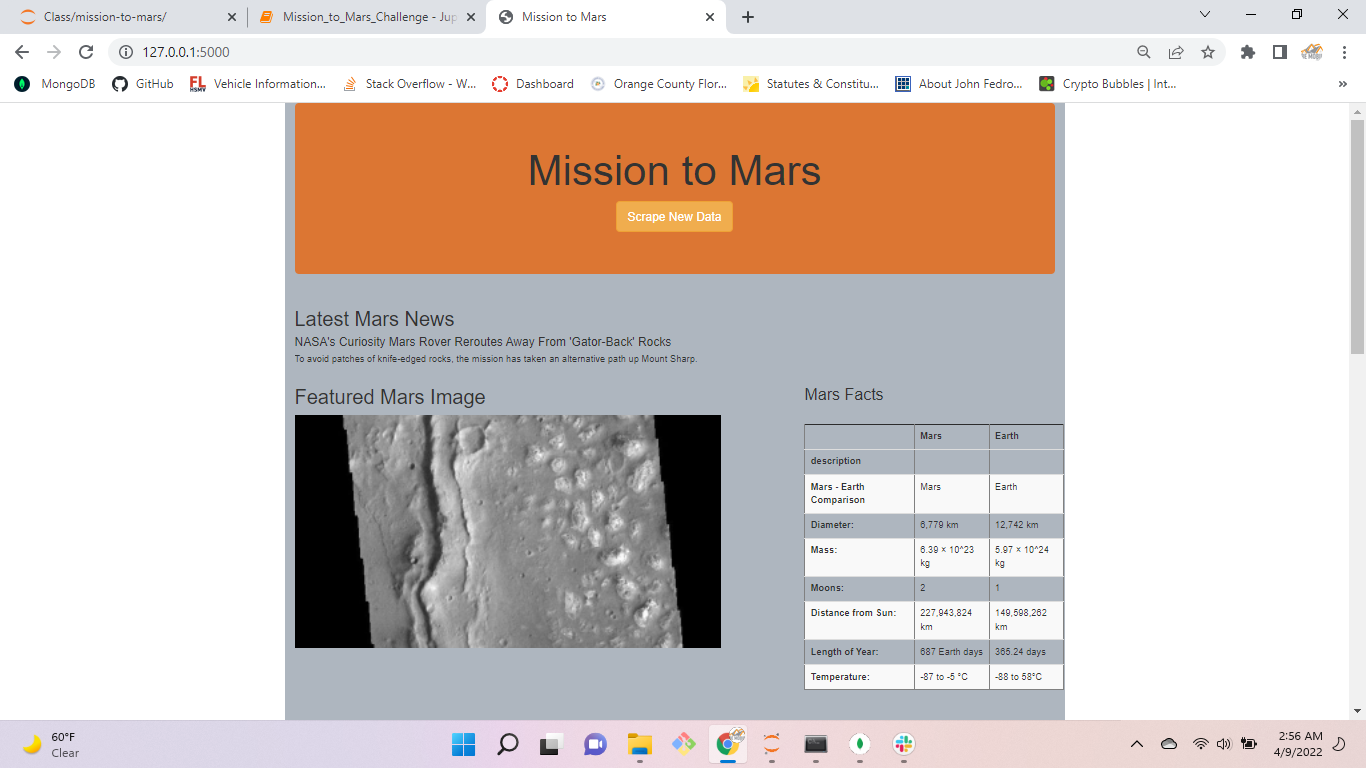 Class/mission-to-mars/
Mission_to_Mars_Challenge - Jup
Mission to Mars
127.0.0.1:5000
MongoDB
GitHub
FL HSMV
Vehicle Information...
Stack Overflow - W...
Dashboard
Orange County Flor...
Statutes & Constitu...
About John Fedro...
Crypto Bubbles | Int...
»
Mission to Mars
Scrape New Data
Latest Mars News
NASA's Curiosity Mars Rover Reroutes Away From 'Gator-Back' Rocks
To avoid patches of knife-edged rocks, the mission has taken an alternative path up Mount Sharp.
Featured Mars Image
Mars Facts
Mars Earth
description
Mars - Earth
Comparison
Mars
Earth
Diameter: 6,779 km 12,742 km
Mass: 6.39 × 10^23
kg
5.97 × 10^24
kg
Moons: 2 1
Distance from Sun: 227,943,824
km
149,598,262
km
Length of Year: 687 Earth days 365.24 days
Temperature: -87 to -5 °C -88 to 58°C
60°F
Clear
2:56 AM
4/9/2022